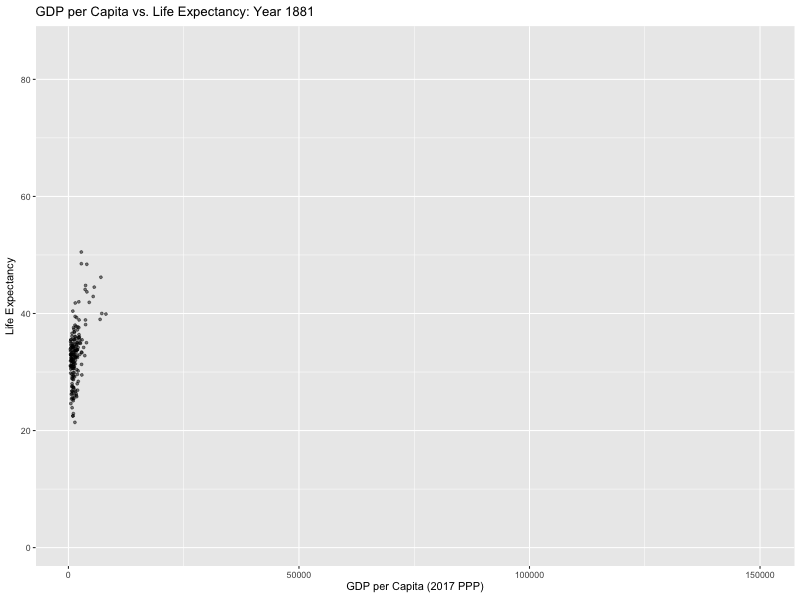 GDP per Capita vs. Life Expectancy: Year 1881
80
60
40
20
0
Life Expectancy
0 50000 100000 150000
GDP per Capita (2017 PPP)